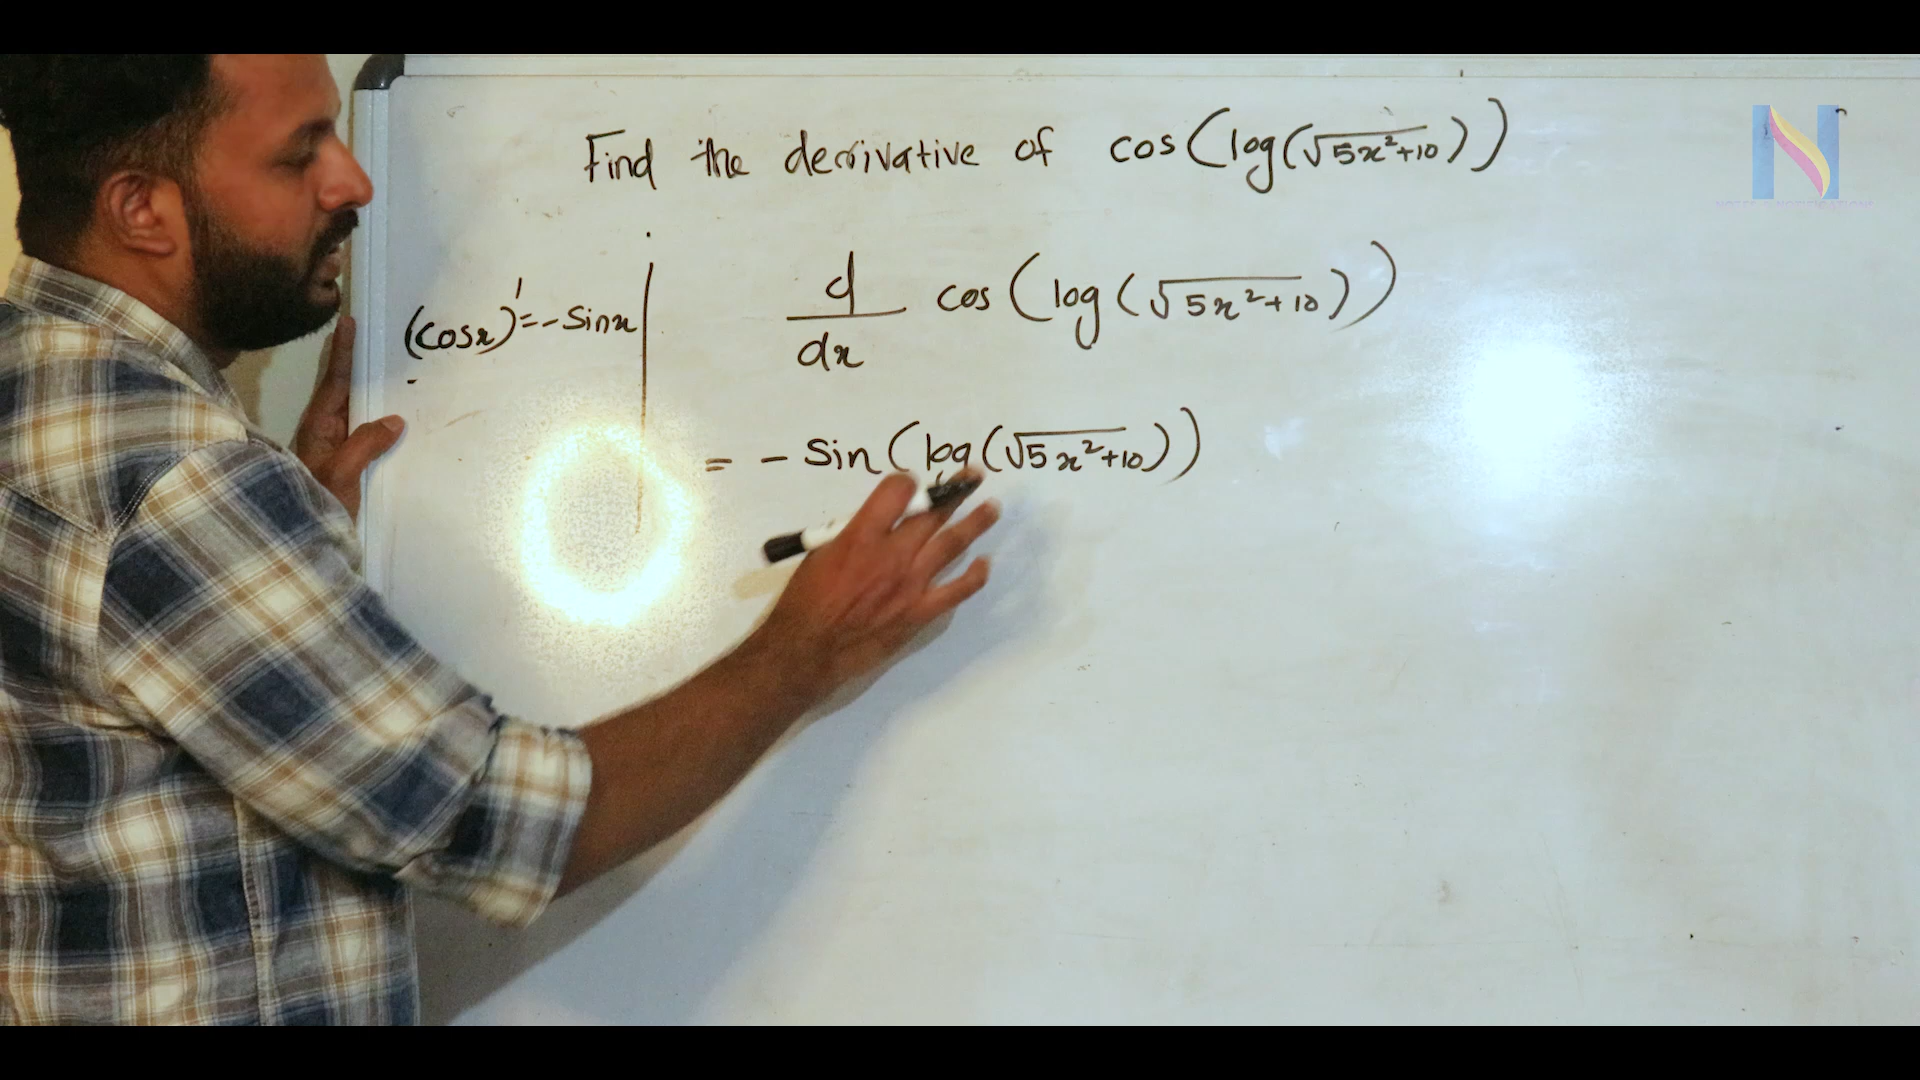 Find the derivative of cos(log(√5x²+10))
d/dx cos(log(√5x²+10))
(cosx)'=-sinx
= - sin(log(√5x²+10))
N